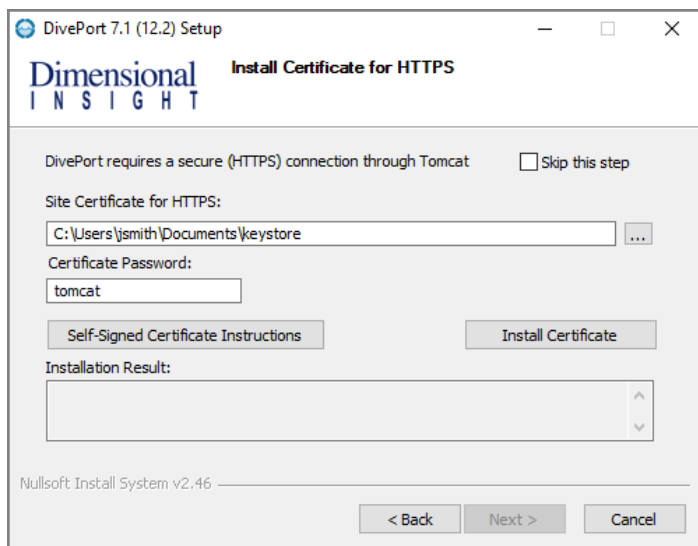 DivePort 7.1 (12.2) Setup
Dimensional
INSIGHT
Install Certificate for HTTPS
DivePort requires a secure (HTTPS) connection through Tomcat
Skip this step
Site Certificate for HTTPS:
C:\Users\jsmith\Documents\keystore
...
Certificate Password:
tomcat
Self-Signed Certificate Instructions
Install Certificate
Installation Result:
Nullsoft Install System v2.46
< Back
Next >
Cancel